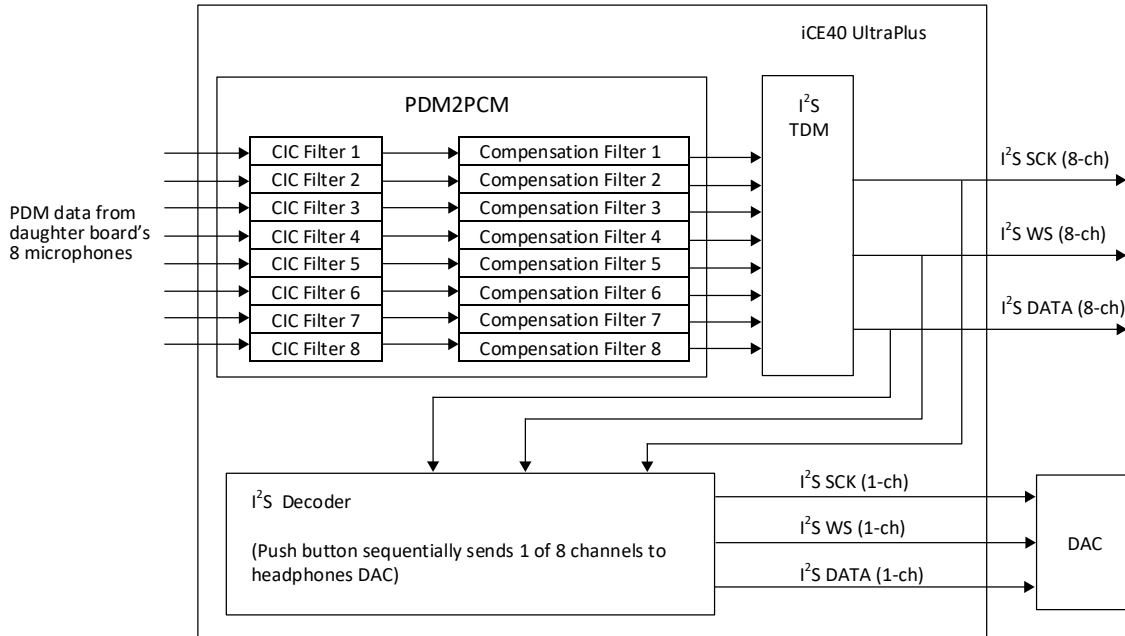 iCE40 UltraPlus
PDM2PCM
I²S
TDM
CIC Filter 1
Compensation Filter 1
CIC Filter 2
Compensation Filter 2
CIC Filter 3
Compensation Filter 3
CIC Filter 4
Compensation Filter 4
CIC Filter 5
Compensation Filter 5
CIC Filter 6
Compensation Filter 6
CIC Filter 7
Compensation Filter 7
CIC Filter 8
Compensation Filter 8
PDM data from
daughter board’s
8 microphones
I²S SCK (8-ch)
I²S WS (8-ch)
I²S DATA (8-ch)
I²S Decoder
(Push button sequentially sends 1 of 8 channels to
headphones DAC)
I²S SCK (1-ch)
I²S WS (1-ch)
I²S DATA (1-ch)
DAC